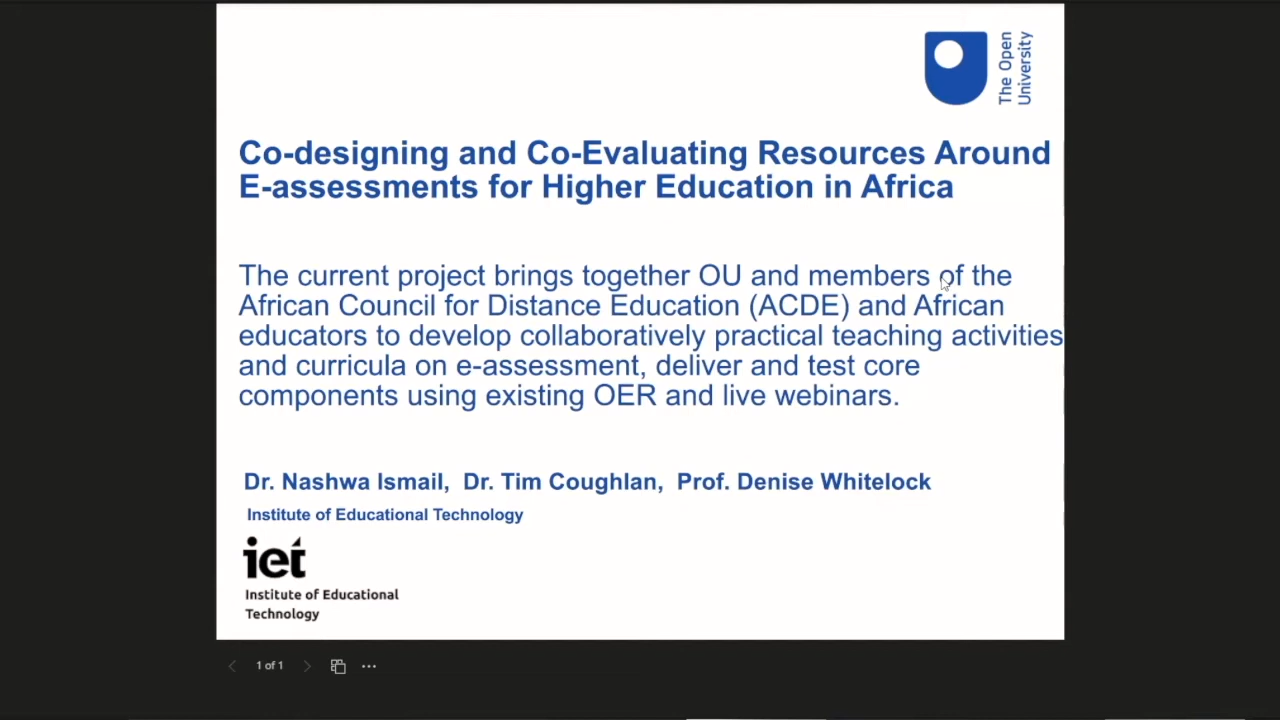 The Open
University
Co-designing and Co-Evaluating Resources Around
E-assessments for Higher Education in Africa
The current project brings together OU and members of the
African Council for Distance Education (ACDE) and African
educators to develop collaboratively practical teaching activities
and curricula on e-assessment, deliver and test core
components using existing OER and live webinars.
Dr. Nashwa Ismail, Dr. Tim Coughlan, Prof. Denise Whitelock
Institute of Educational Technology
iet
Institute of Educational
Technology
1 of 1